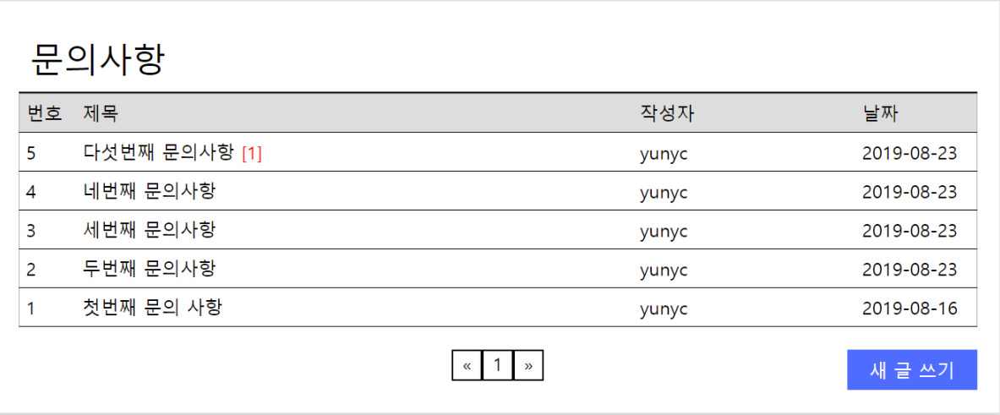 문의사항
번호 제목 작성자 날짜
5 다섯번째 문의사항 [1] yunyc 2019-08-23
4 네번째 문의사항 yunyc 2019-08-23
3 세번째 문의사항 yunyc 2019-08-23
2 두번째 문의사항 yunyc 2019-08-23
1 첫번째 문의 사항 yunyc 2019-08-16
« 1 »
새 글 쓰기